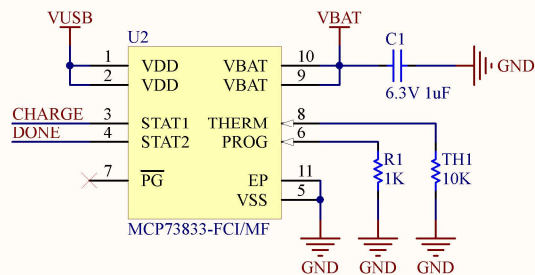 VUSB
VBAT
U2
C1
1 VDD VBAT 10
2 VDD VBAT 9
GND
6.3V 1uF
CHARGE 3 STAT1 THERM 8
DONE 4 STAT2 PROG 6
R1 TH1
1K 10K
7 PG EP 11
VSS 5
MCP73833-FCI/MF
GND GND GND